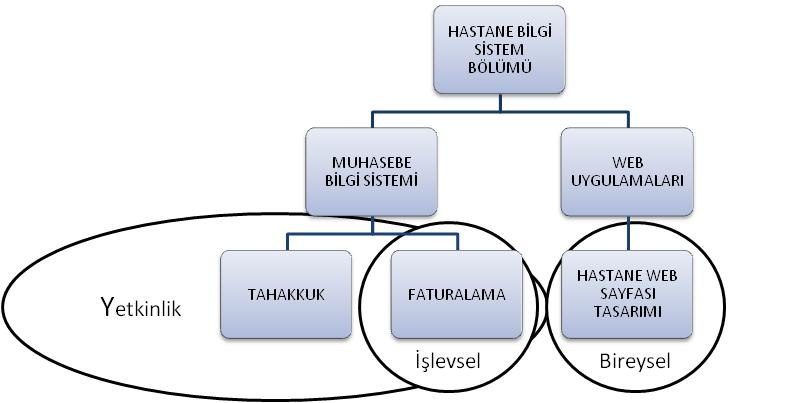 HASTANE BİLGİ
SİSTEM
BÖLÜMÜ
MUHASEBE
BİLGİ SİSTEMİ
WEB
UYGULAMALARI
TAHAKKUK
FATURALAMA
HASTANE WEB
SAYFASI
TASARIMI
Yetkinlik
İşlevsel
Bireysel